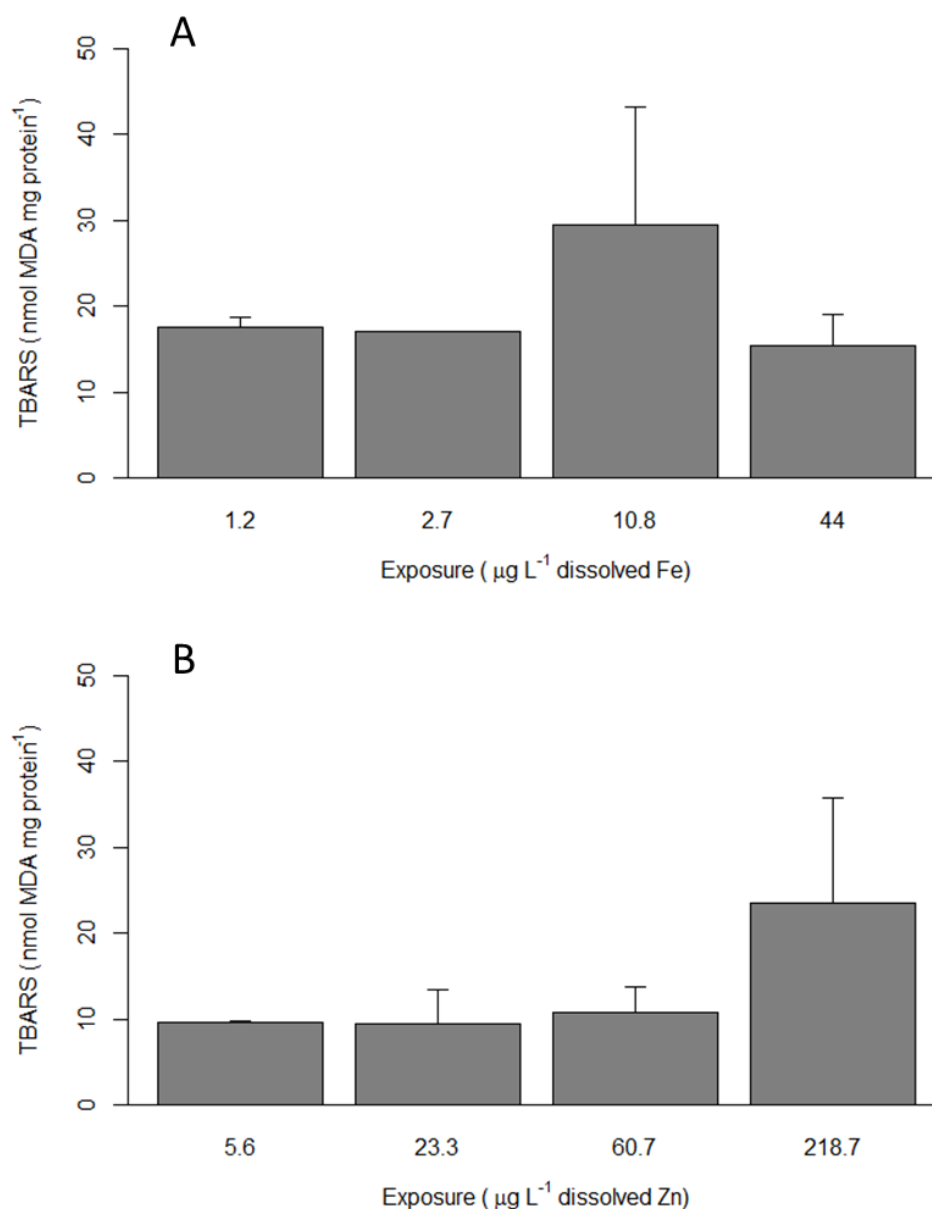 A
50
40
30
20
10
0
TBARS ( nmol MDA mg protein⁻¹)
1.2 2.7 10.8 44
Exposure ( μg L⁻¹ dissolved Fe)
B
50
40
30
20
10
0
TBARS ( nmol MDA mg protein⁻¹)
5.6 23.3 60.7 218.7
Exposure ( μg L⁻¹ dissolved Zn)